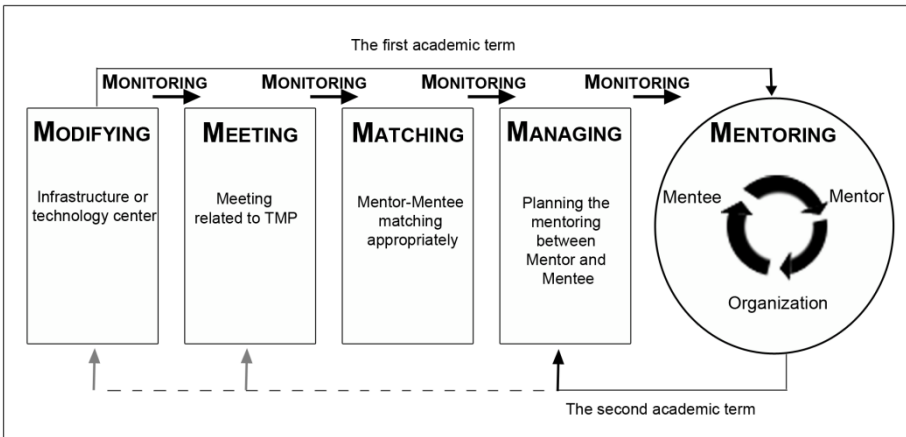 The first academic term
MONITORING
MONITORING
MONITORING
MONITORING
MODIFYING
Infrastructure or
technology center
MEETING
Meeting
related to TMP
MATCHING
Mentor-Mentee
matching
appropriately
MANAGING
Planning the
mentoring
between
Mentor and
Mentee
MENTORING
Mentee
Mentor
Organization
The second academic term